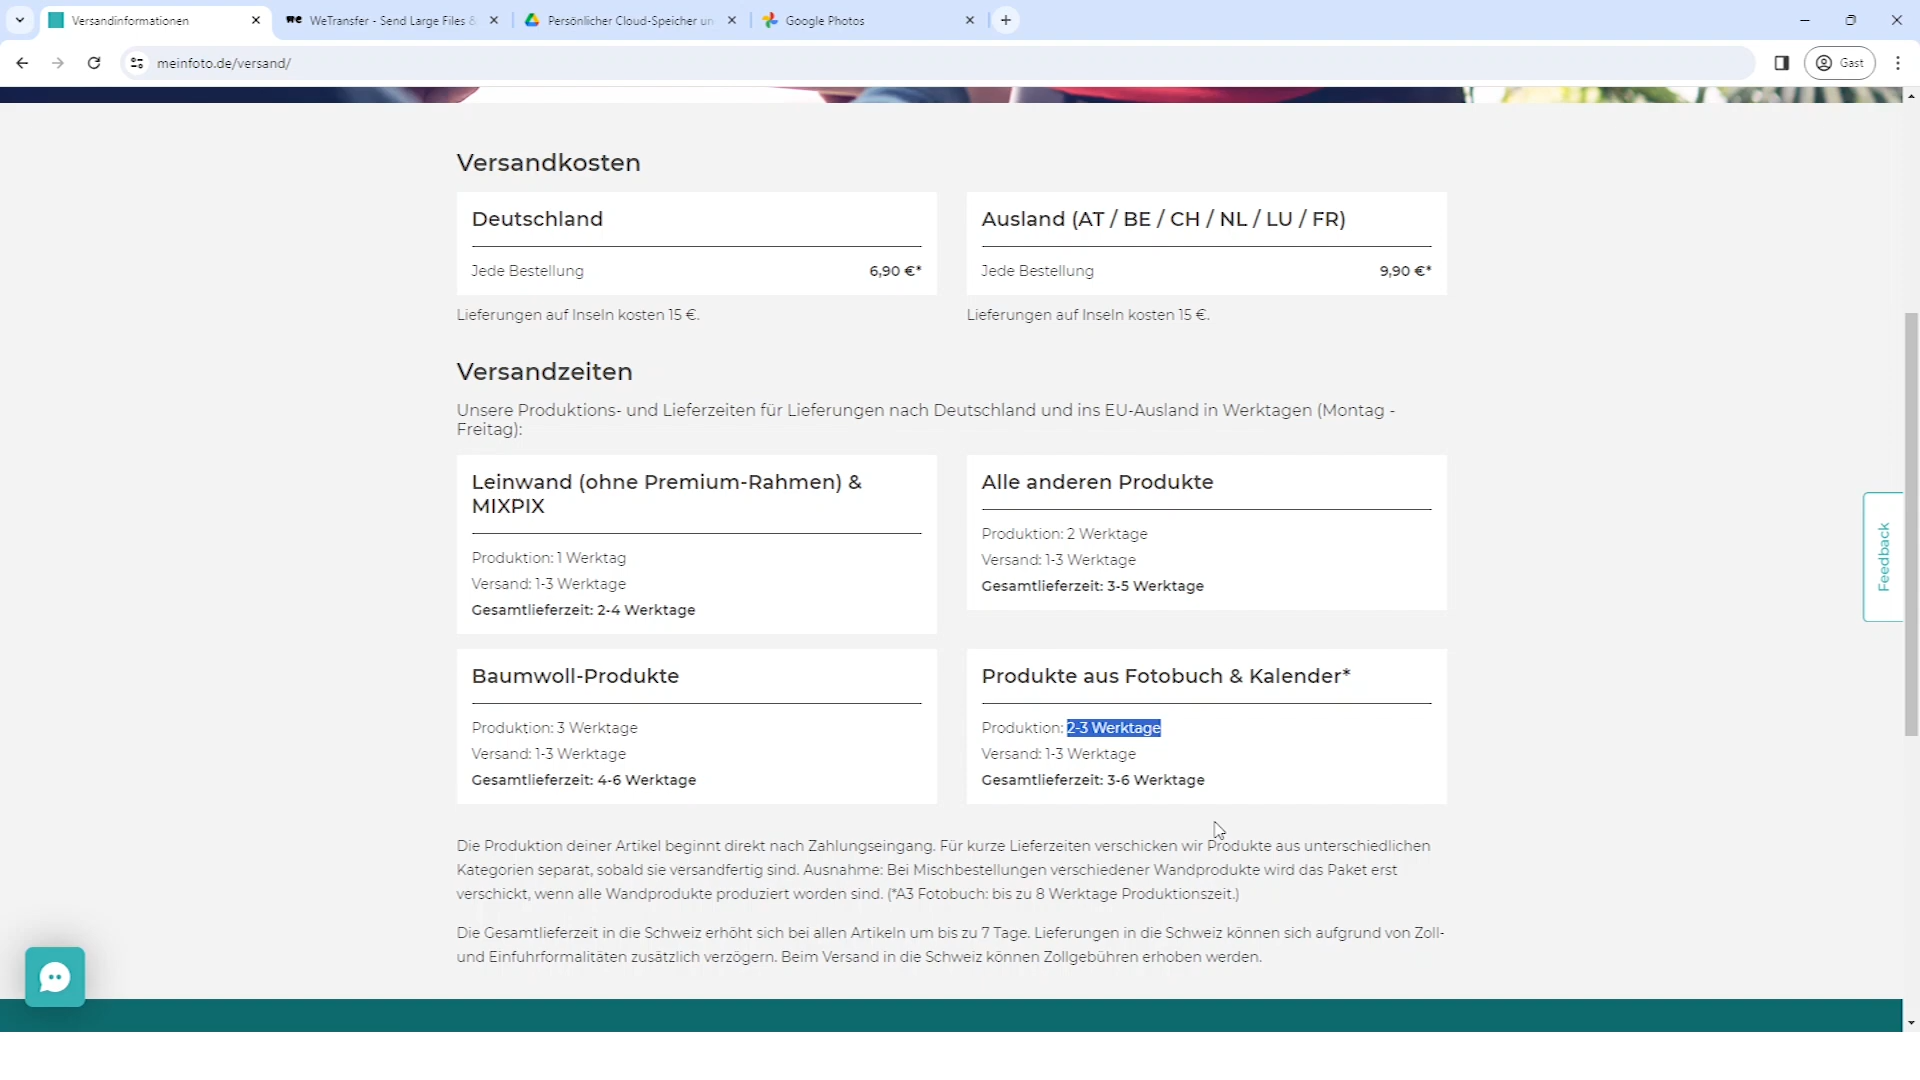 Versandinformationen
WeTransfer - Send Large Files &
Persönlicher Cloud-Speicher un
Google Photos
meinfoto.de/versand/
Gast
Versandkosten
Deutschland
Jede Bestellung 6,90 €*
Lieferungen auf Inseln kosten 15 €.
Ausland (AT / BE / CH / NL / LU / FR)
Jede Bestellung 9,90 €*
Lieferungen auf Inseln kosten 15 €.
Versandzeiten
Unsere Produktions- und Lieferzeiten für Lieferungen nach Deutschland und ins EU-Ausland in Werktagen (Montag -
Freitag):
Leinwand (ohne Premium-Rahmen) &
MIXPIX
Produktion: 1 Werktag
Versand: 1-3 Werktage
Gesamtlieferzeit: 2-4 Werktage
Alle anderen Produkte
Produktion: 2 Werktage
Versand: 1-3 Werktage
Gesamtlieferzeit: 3-5 Werktage
Baumwoll-Produkte
Produktion: 3 Werktage
Versand: 1-3 Werktage
Gesamtlieferzeit: 4-6 Werktage
Produkte aus Fotobuch & Kalender*
Produktion: 2-3 Werktage
Versand: 1-3 Werktage
Gesamtlieferzeit: 3-6 Werktage
Die Produktion deiner Artikel beginnt direkt nach Zahlungseingang. Für kurze Lieferzeiten verschicken wir Produkte aus unterschiedlichen
Kategorien separat, sobald sie versandfertig sind. Ausnahme: Bei Mischbestellungen verschiedener Wandprodukte wird das Paket erst
verschickt, wenn alle Wandprodukte produziert worden sind. (*A3 Fotobuch: bis zu 8 Werktage Produktionszeit.)
Die Gesamtlieferzeit in die Schweiz erhöht sich bei allen Artikeln um bis zu 7 Tage. Lieferungen in die Schweiz können sich aufgrund von Zoll-
und Einfuhrformalitäten zusätzlich verzögern. Beim Versand in die Schweiz können Zollgebühren erhoben werden.
Feedback